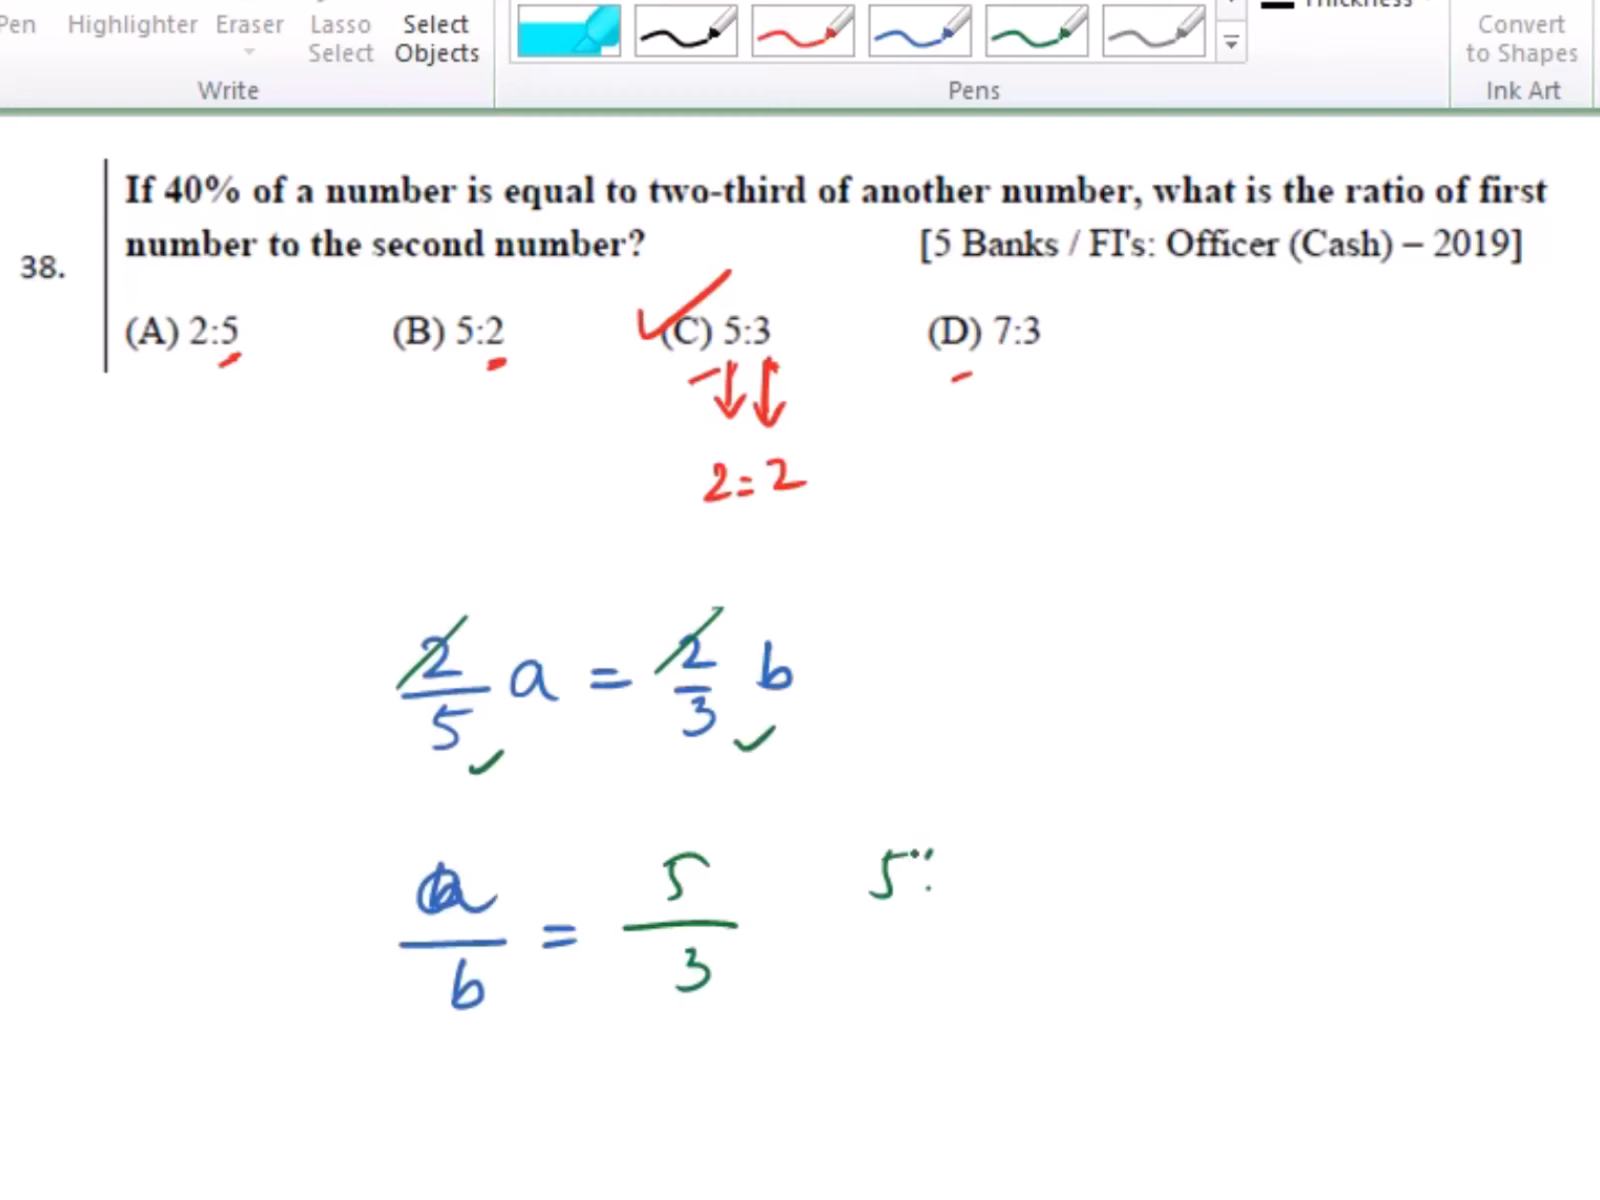 Pen Highlighter Eraser Lasso Select Select Objects Convert to Shapes
Write Pens Ink Art
38.
If 40% of a number is equal to two-third of another number, what is the ratio of first
number to the second number? [5 Banks / FI's: Officer (Cash) – 2019]
(A) 2:5 (B) 5:2 (C) 5:3 (D) 7:3
2=2
2/5 a = 2/3 b
a/b = 5/3 5: